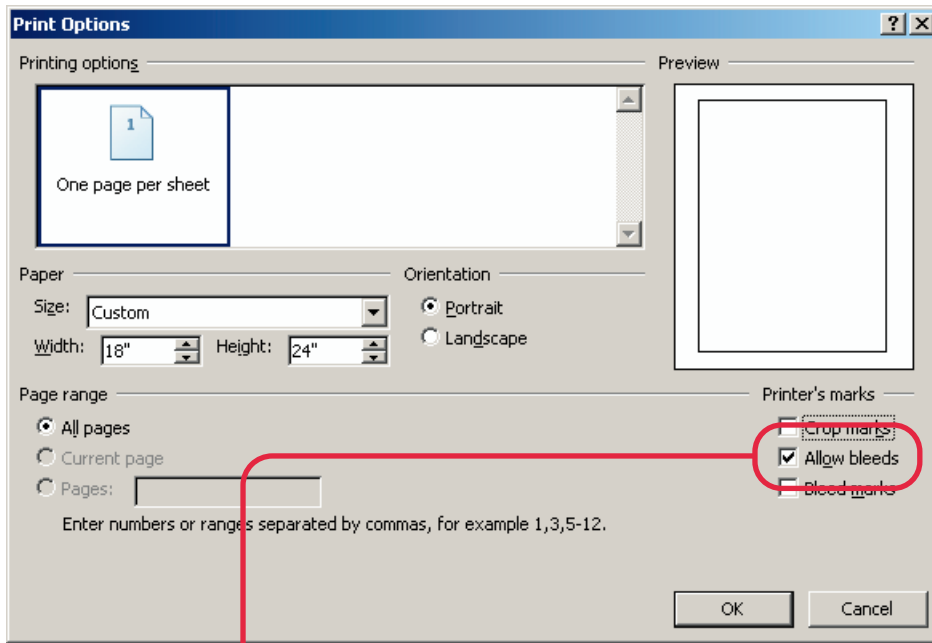 Print Options
Printing options
Preview
1
One page per sheet
Paper
Orientation
Size: Custom
Portrait
Width: 18" Height: 24"
Landscape
Page range
Printer's marks
All pages
Crop marks
Current page
Allow bleeds
Pages:
Bleed marks
Enter numbers or ranges separated by commas, for example 1,3,5-12.
OK
Cancel